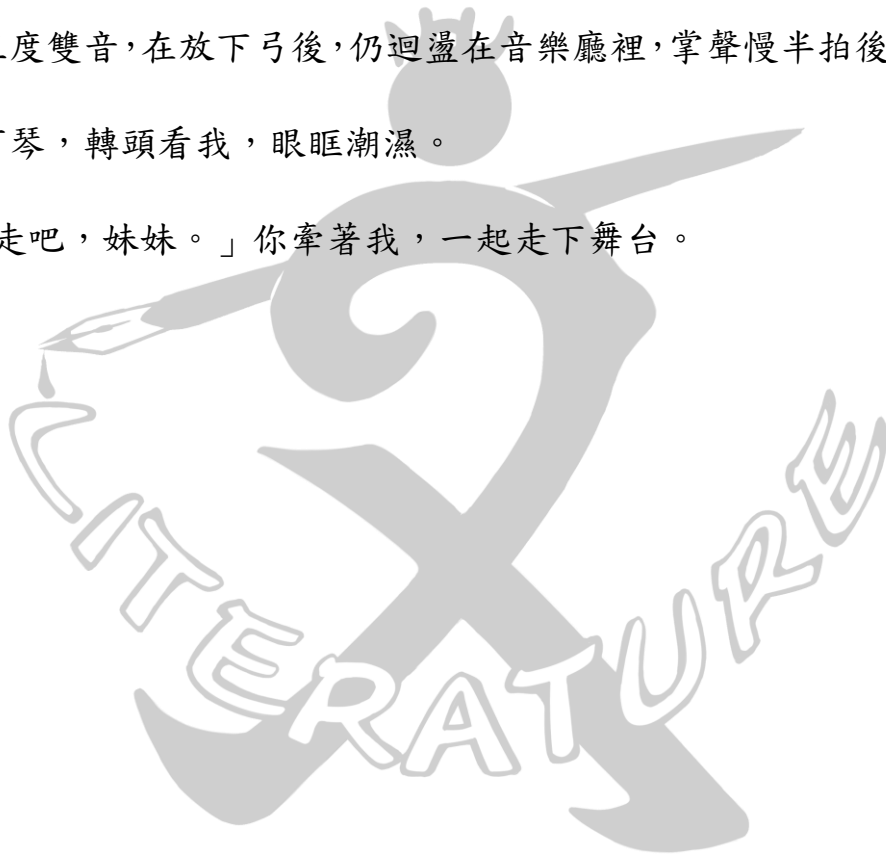 度雙音，在放下弓後，仍迴盪在音樂廳裡，掌聲慢半拍後
琴，轉頭看我，眼眶潮濕。
走吧，妹妹。」你牽著我，一起走下舞台。
LITERATURE